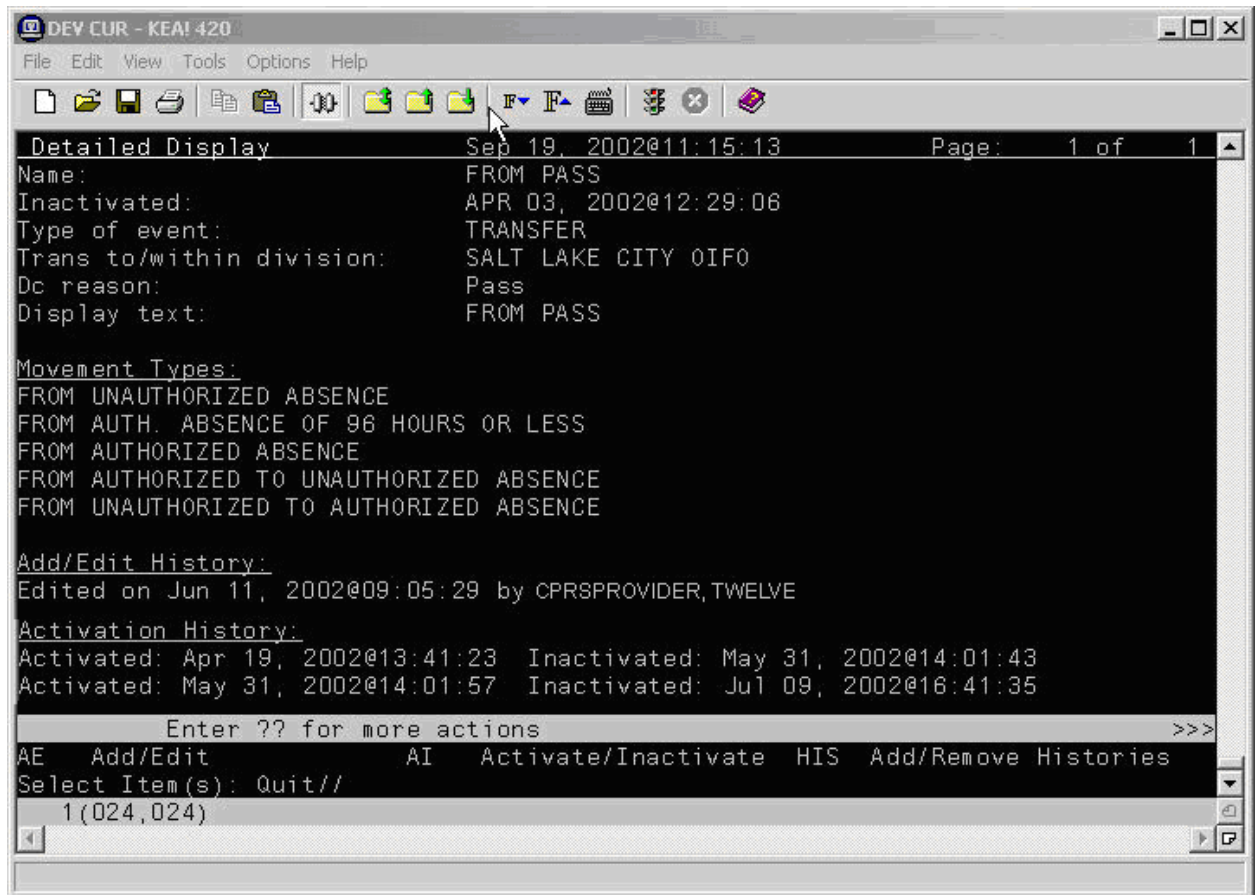 DEV CUR - KEA! 420
File Edit View Tools Options Help
Detailed Display Sep 19, 2002@11:15:13 Page: 1 of 1
Name: FROM PASS
Inactivated: APR 03, 2002@12:29:06
Type of event: TRANSFER
Trans to/within division: SALT LAKE CITY OIFO
Dc reason: Pass
Display text: FROM PASS
Movement Types:
FROM UNAUTHORIZED ABSENCE
FROM AUTH. ABSENCE OF 96 HOURS OR LESS
FROM AUTHORIZED ABSENCE
FROM AUTHORIZED TO UNAUTHORIZED ABSENCE
FROM UNAUTHORIZED TO AUTHORIZED ABSENCE
Add/Edit History:
Edited on Jun 11, 2002@09:05:29 by CPRSPROVIDER, TWELVE
Activation History:
Activated: Apr 19, 2002@13:41:23 Inactivated: May 31, 2002@14:01:43
Activated: May 31, 2002@14:01:57 Inactivated: Jul 09, 2002@16:41:35
Enter ?? for more actions >>>
AE Add/Edit AI Activate/Inactivate HIS Add/Remove Histories
Select Item(s): Quit//
1(024,024)